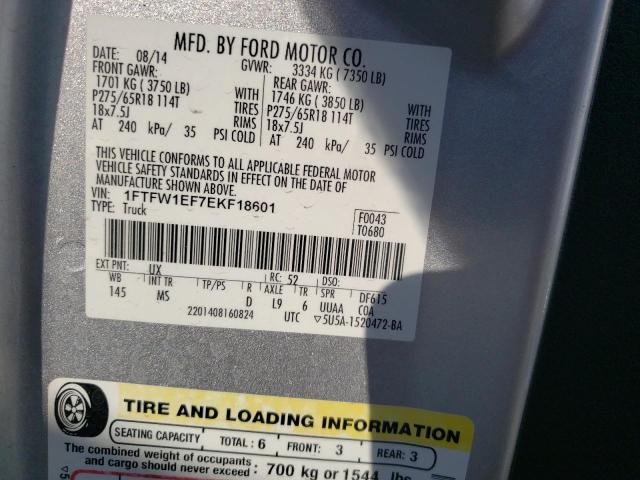 MFD. BY FORD MOTOR CO.
DATE: 08/14 GVWR: 3334 KG ( 7350 LB)
FRONT GAWR: REAR GAWR:
1701 KG ( 3750 LB) WITH 1746 KG ( 3850 LB) WITH
P275/65R18 114T TIRES P275/65R18 114T TIRES
18x7.5J RIMS 18x7.5J RIMS
AT 240 kPa/ 35 PSI COLD AT 240 kPa/ 35 PSI COLD
THIS VEHICLE CONFORMS TO ALL APPLICABLE FEDERAL MOTOR
VEHICLE SAFETY STANDARDS IN EFFECT ON THE DATE OF
MANUFACTURE SHOWN ABOVE.
VIN: 1FTFW1EF7EKF18601 F0043
TYPE: Truck T0680
EXT PNT: UX RC: 52 DSO:
WB INT TR TP/PS R AXLE TR SPR DF615
145 MS D L9 6 UUAA COA
2201408160824 UTC ▽5U5A-1520472-BA
TIRE AND LOADING INFORMATION
SEATING CAPACITY TOTAL : 6 FRONT: 3 REAR: 3
The combined weight of occupants
and cargo should never exceed : 700 kg or 1544 lbs